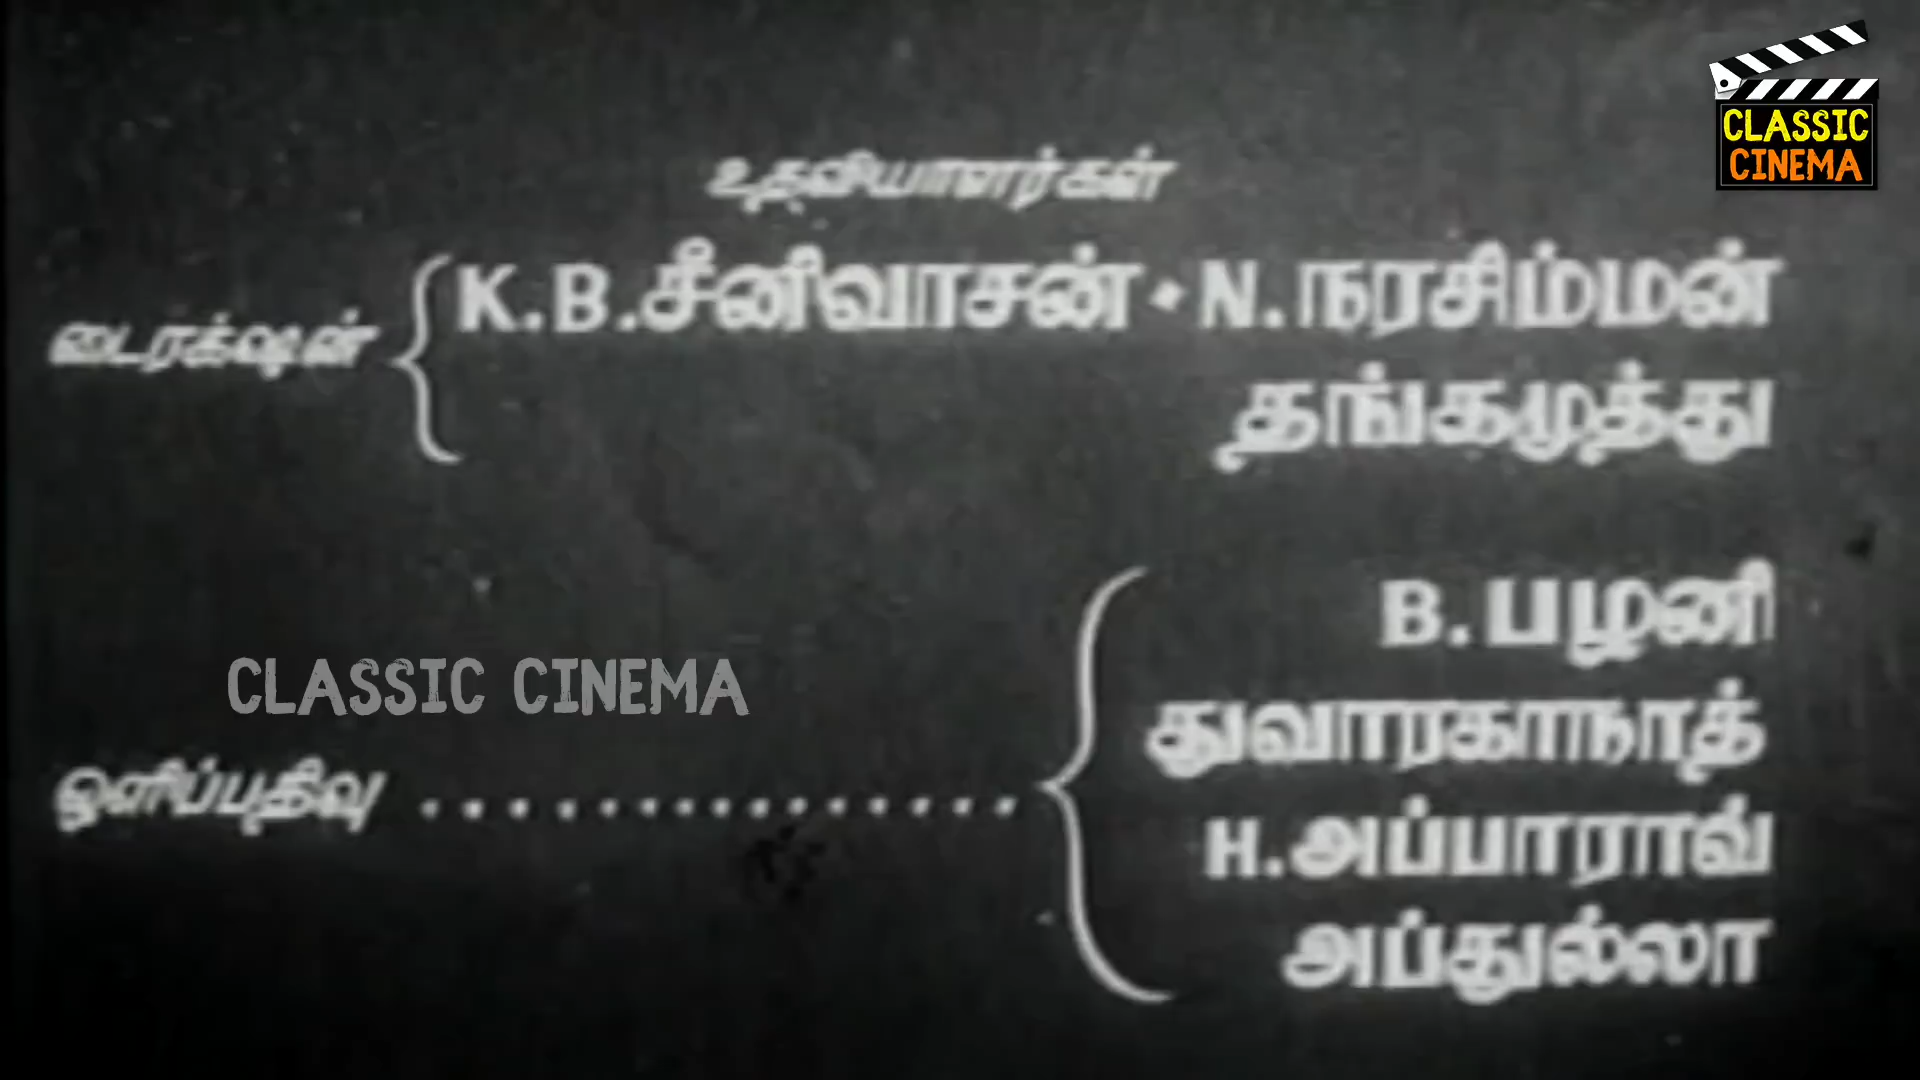 CLASSIC
CINEMA
உதவியாளர்கள்
டைரக்ஷன் K.B.சீனிவாசன் • N.நரசிம்மன்
தங்கமுத்து
B.பழனி
துவாரகாநாத்
CLASSIC CINEMA
ஒளிப்பதிவு ................
H.அப்பாராவ்
அப்துல்லா